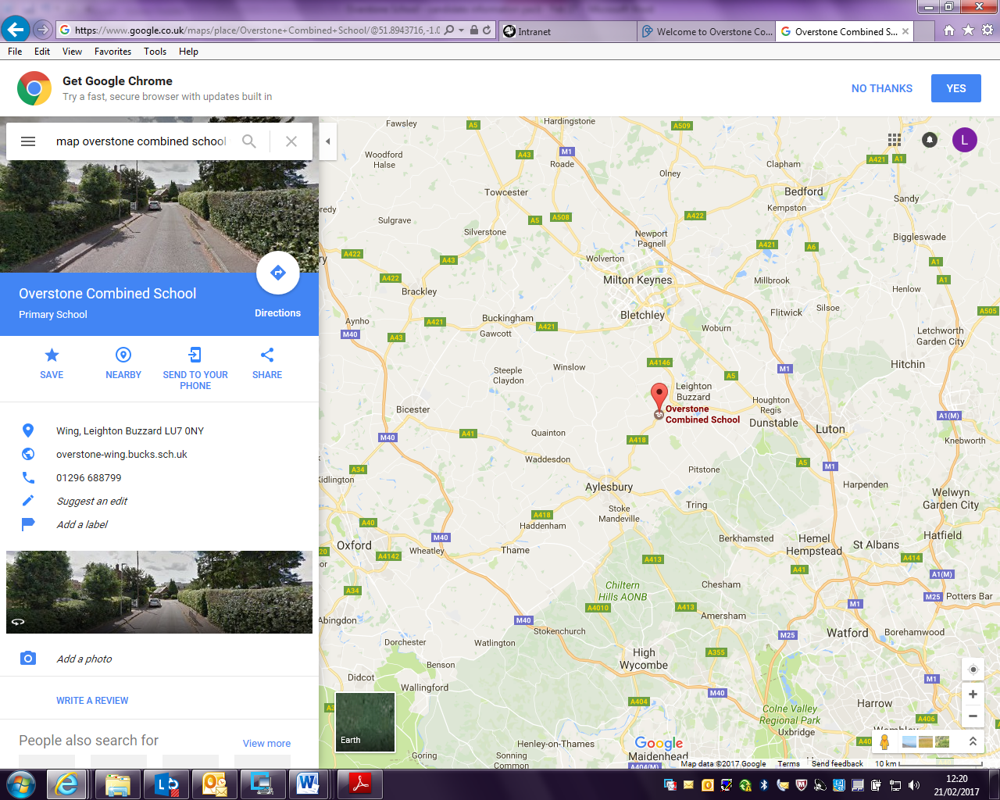 https://www.google.co.uk/maps/place/Overstone+Combined+School/@51.8943716,-1.0
Intranet
Welcome to Overstone Co...
Overstone Combined S...
File Edit View Favorites Tools Help
Get Google Chrome
Try a fast, secure browser with updates built in
NO THANKS
YES
map overstone combined school
Overstone Combined School
Primary School
Directions
SAVE
NEARBY
SEND TO YOUR
PHONE
SHARE
Wing, Leighton Buzzard LU7 0NY
overstone-wing.bucks.sch.uk
01296 688799
Suggest an edit
Add a label
Add a photo
WRITE A REVIEW
People also search for
View more
L
Fawsley
A5
Hardingstone
A509
Woodford
Halse
A43
M1
Roade
Olney
Clapham
A421
A1
Towcester
Bedford
Sandy
Kempston
Sulgrave
A5
A508
A422
Silverstone
Newport
Pagnell
Biggleswade
A422
A43
Wolverton
A421
A6
A1
A422
Milton Keynes
Millbrook
A1
Brackley
Henlow
Aynho
A421
Buckingham
A421
Bletchley
Flitwick
Silsoe
A505
M40
A43
Gawcott
Woburn
Letchworth
Garden City
A4146
Hitchin
Steeple
Claydon
Winslow
M1
A5
Leighton
Buzzard
Houghton
Regis
Bicester
Overstone
Combined School
Dunstable
Luton
A1(M)
M40
A41
Quainton
A418
Knebworth
Waddesdon
A5
M1
A34
Kidlington
Pitstone
Harpenden
Aylesbury
Welwyn
Garden City
Stoke
Mandeville
Tring
A40
A418
Haddenham
M40
Berkhamsted
Hemel
Hempstead
St Albans
Hatfield
Oxford
A4142
Wheatley
Thame
A413
A414
A41
A34
Chiltern
Hills AONB
Chesham
A1(M)
M25
Potters Bar
A4010
A413
M1
Abingdon
M40
Amersham
Stokenchurch
M25
Watford
Borehamwood
Dorchester
Watlington
High
Wycombe
A355
Benson
Didcot
M1
Wallingford
M40
A404
Colne Valley
Regional Park
Harrow
A406
Earth
Uxbridge
Wembley
Henley-on-Thames
Google
Goring
Sonning
Common
Maidenhead
A404(M)
Map data ©2017 Google Terms Send feedback 10 km
12:20
21/02/2017